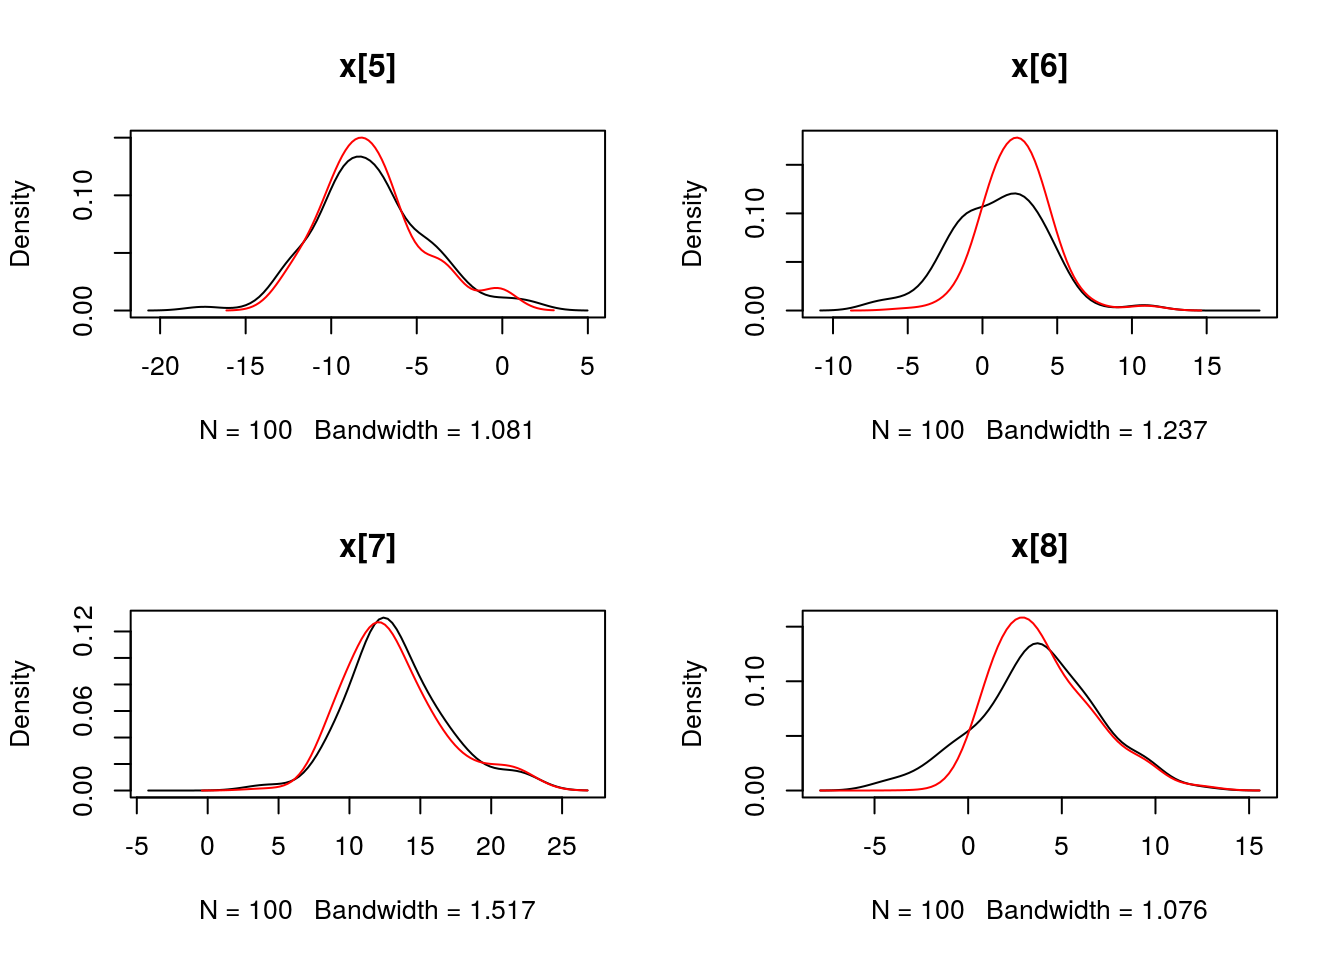 x[5]
Density
0.00 0.10
-20 -15 -10 -5 0 5
N = 100 Bandwidth = 1.081
x[6]
Density
0.00 0.10
-10 -5 0 5 10 15
N = 100 Bandwidth = 1.237
x[7]
Density
0.00 0.06 0.12
-5 0 5 10 15 20 25
N = 100 Bandwidth = 1.517
x[8]
Density
0.00 0.10
-5 0 5 10 15
N = 100 Bandwidth = 1.076